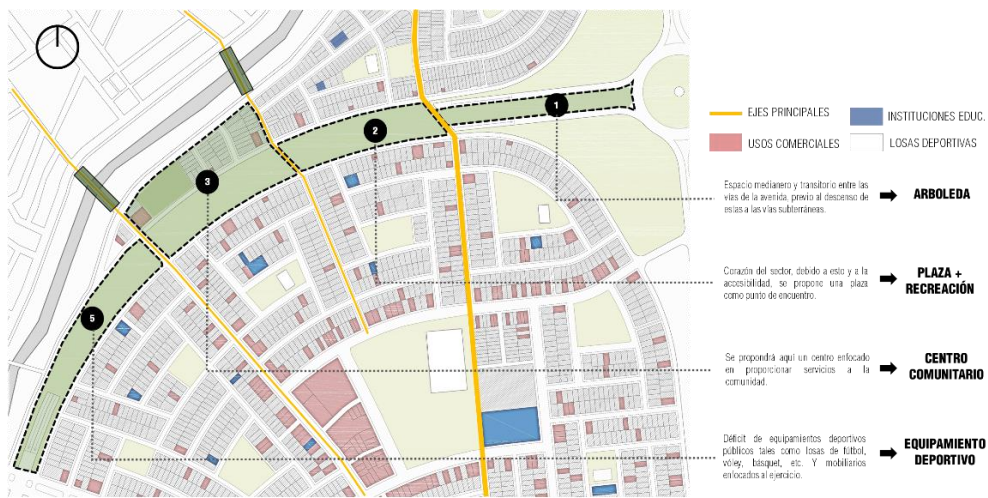 1
2
3
5
EJES PRINCIPALES
INSTITUCIONES EDUC.
USOS COMERCIALES
LOSAS DEPORTIVAS
Espacio medianero y transitorio entre las
vías de la avenida, previo al descenso de
estas a las vías subterráneas.
ARBOLEDA
Corazón del sector, debido a esto y a la
accesibilidad, se propone una plaza
como punto de encuentro.
PLAZA +
RECREACIÓN
Se propondrá aquí un centro enfocado
en proporcionar servicios a la
comunidad.
CENTRO
COMUNITARIO
Déficit de equipamientos deportivos
públicos tales como losas de fútbol,
vóley, básquet, etc. Y mobiliarios
enfocados al ejercicio.
EQUIPAMIENTO
DEPORTIVO